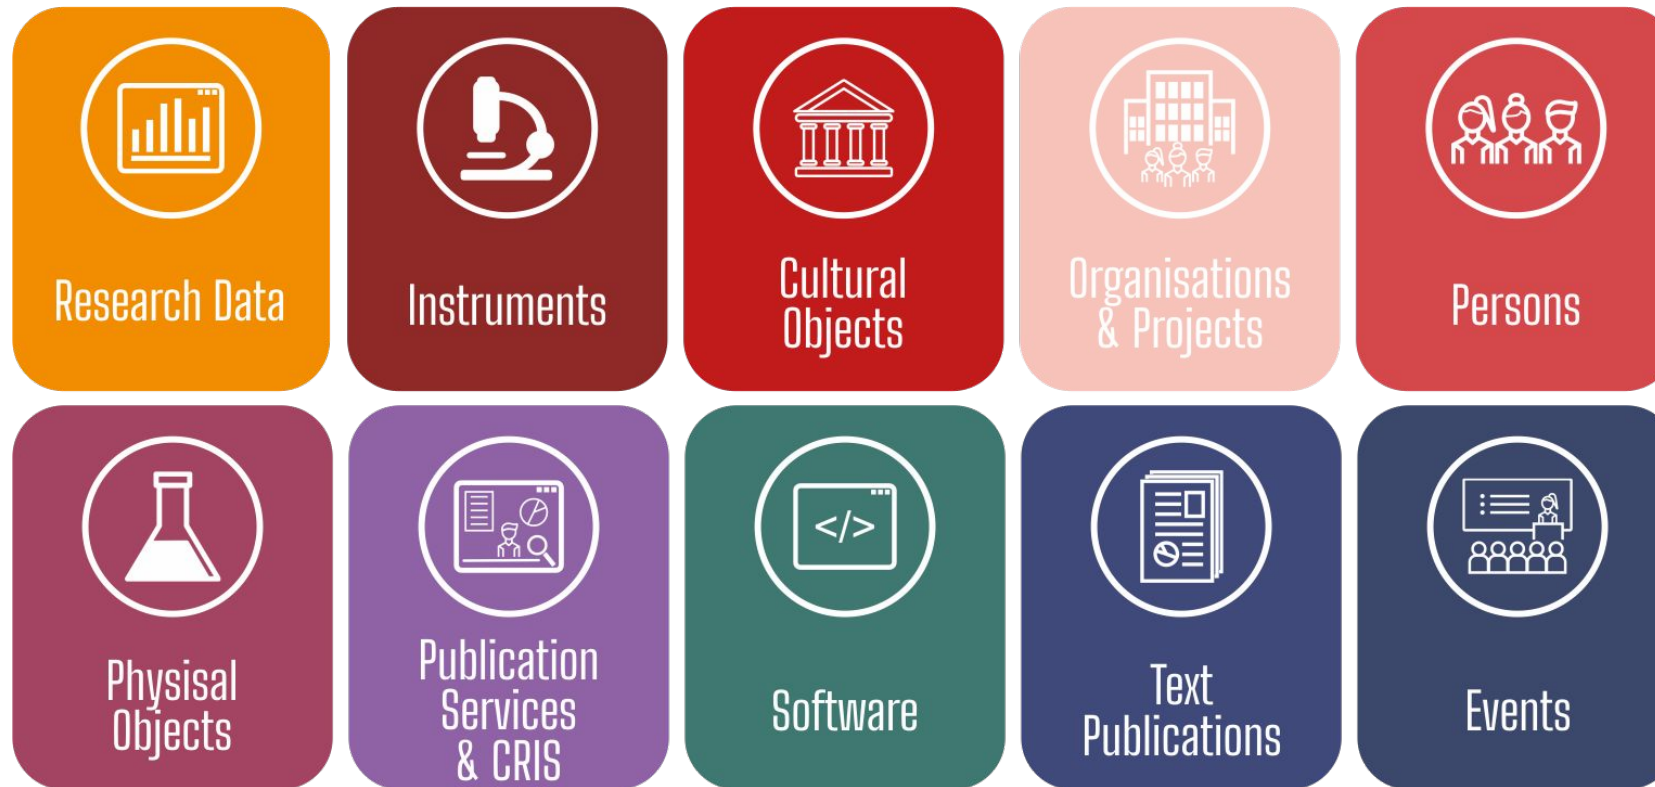 Research Data
Instruments
Cultural
Objects
Organisations
& Projects
Persons
Physisal
Objects
Publication
Services
& CRIS
</>
Software
Text
Publications
Events